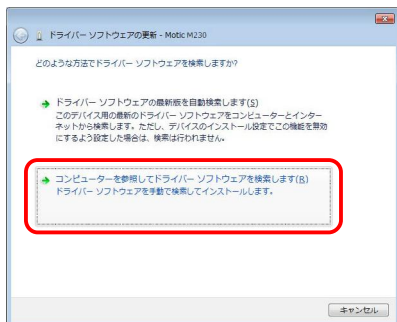 ドライバー ソフトウェアの更新 - Motic M230
どのような方法でドライバー ソフトウェアを検索しますか?
ドライバー ソフトウェアの最新版を自動検索します(S)
このデバイス用の最新のドライバー ソフトウェアをコンピューターとインター
ネットから検索します。ただし、デバイスのインストール設定でこの機能を無効
にするよう設定した場合は、検索は行われません。
コンピューターを参照してドライバー ソフトウェアを検索します(R)
ドライバー ソフトウェアを手動で検索してインストールします。
キャンセル